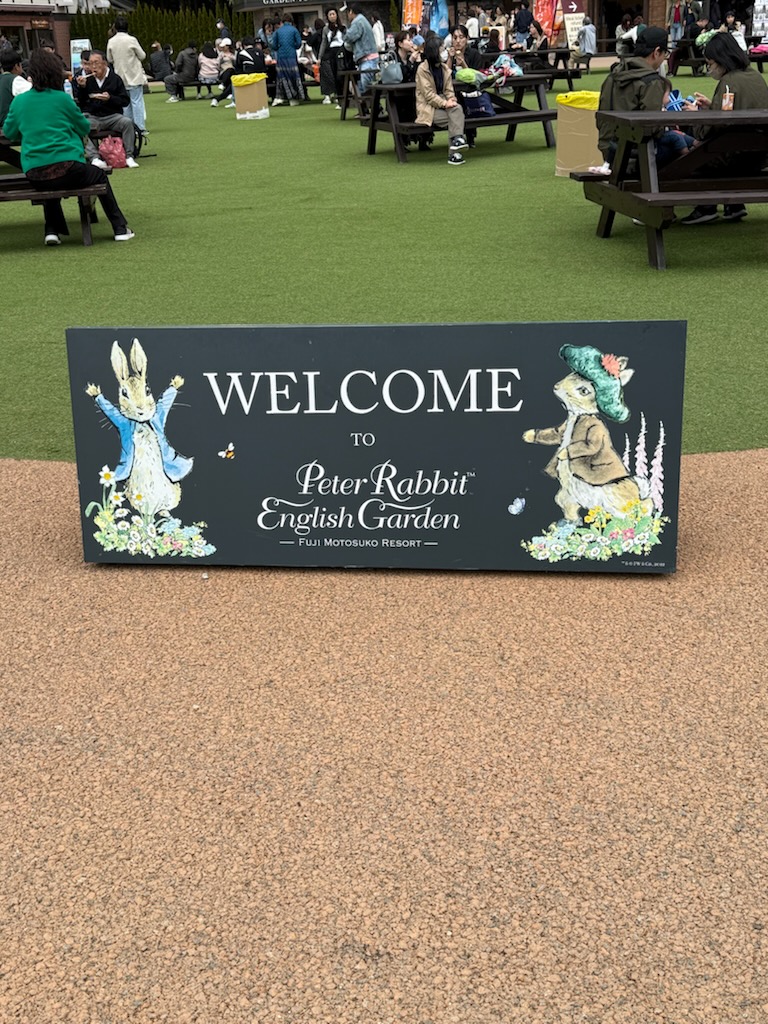 WELCOME
TO
Peter Rabbit™
English Garden
— FUJI MOTOSUKO RESORT —